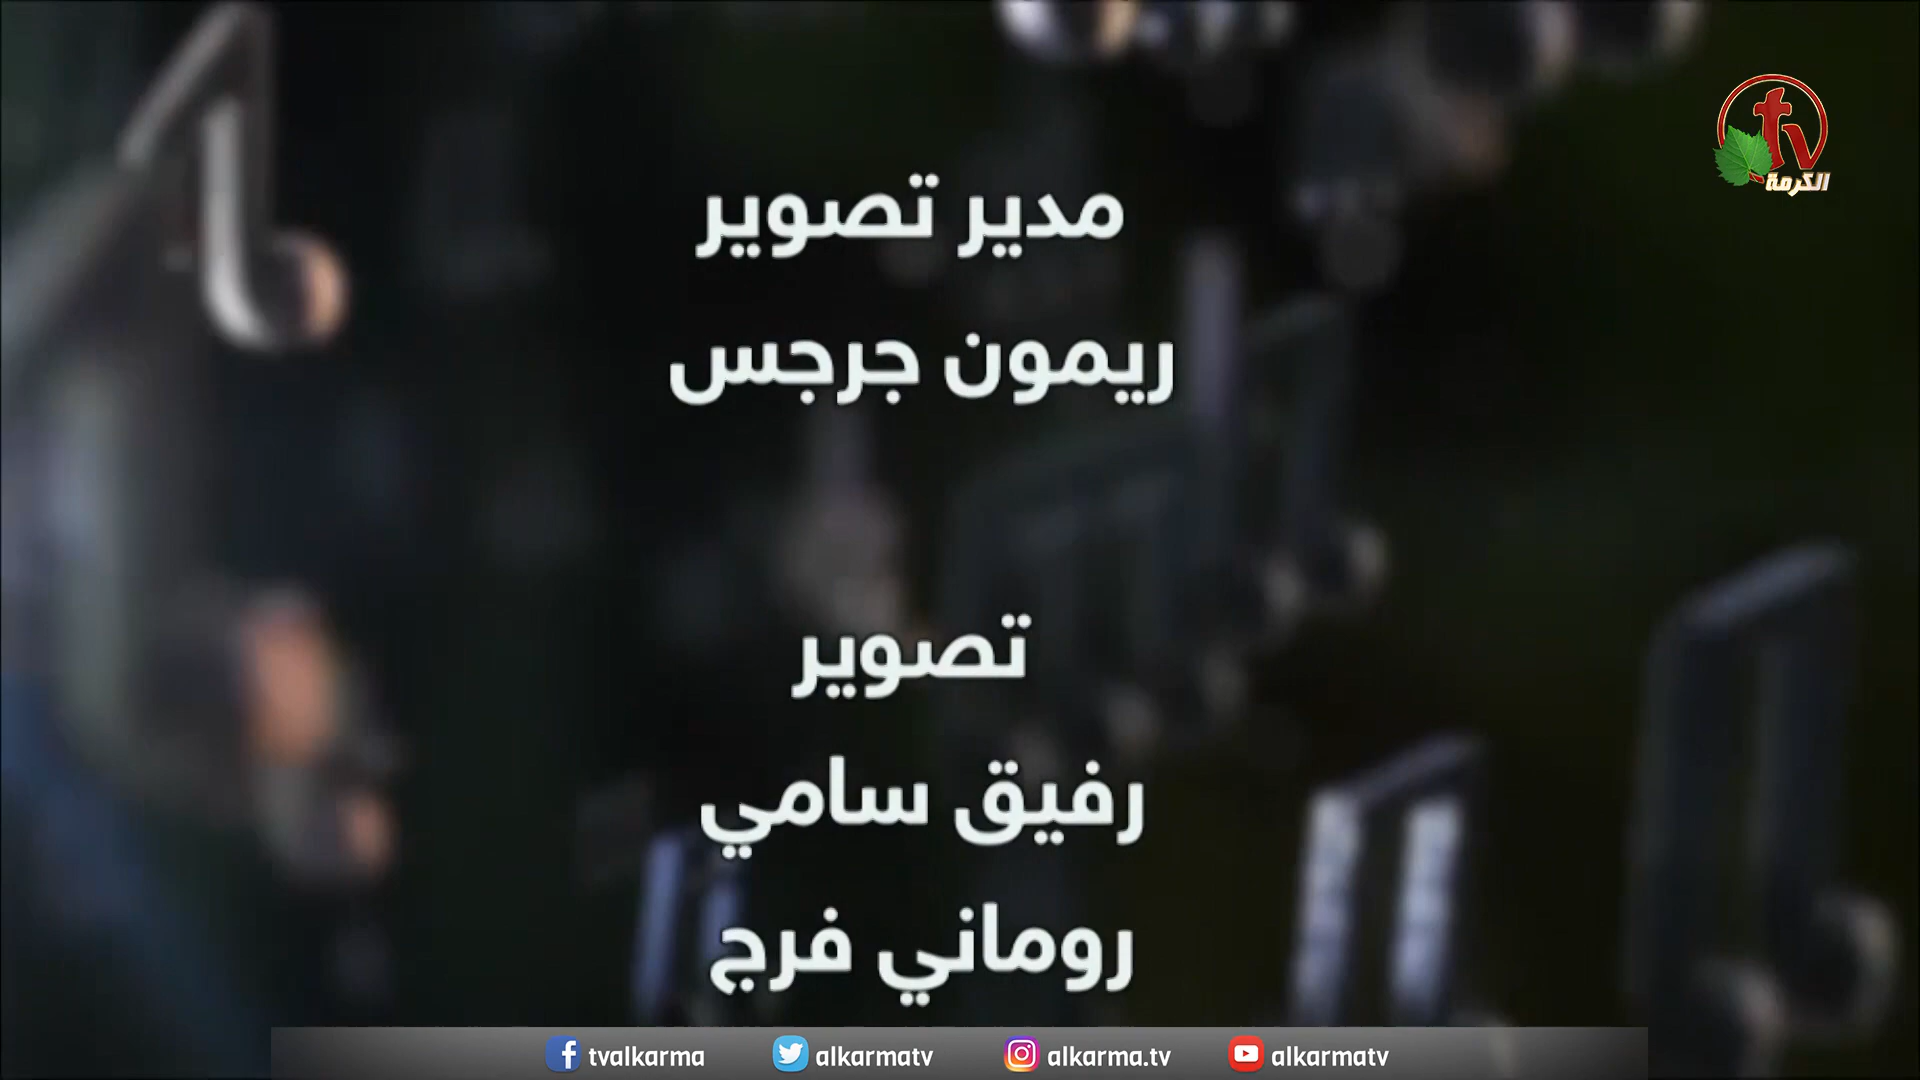 tv
الكرمة
مدير تصوير
ريمون جرجس
تصوير
رفيق سامي
روماني فرج
tvalkarma alkarmatv alkarma.tv alkarmatv